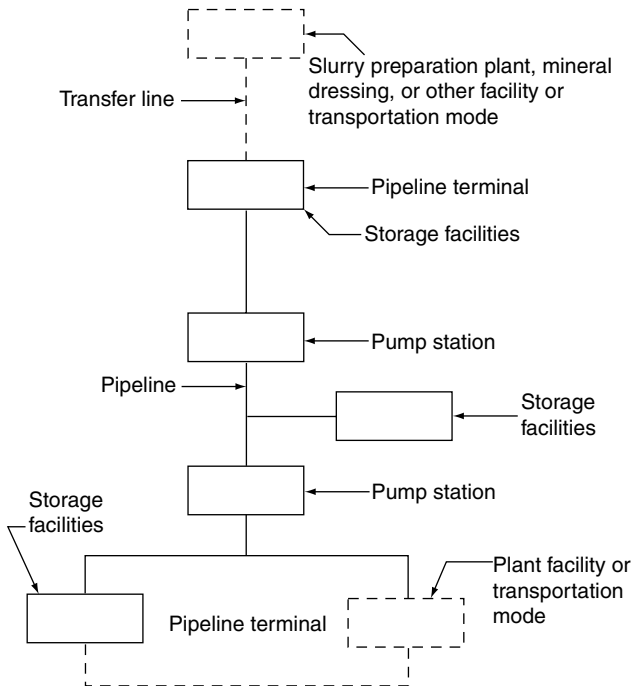 Slurry preparation plant, mineral
dressing, or other facility or
transportation mode
Transfer line
Pipeline terminal
Storage facilities
Pump station
Pipeline
Storage
facilities
Pump station
Storage
facilities
Plant facility or
transportation
mode
Pipeline terminal